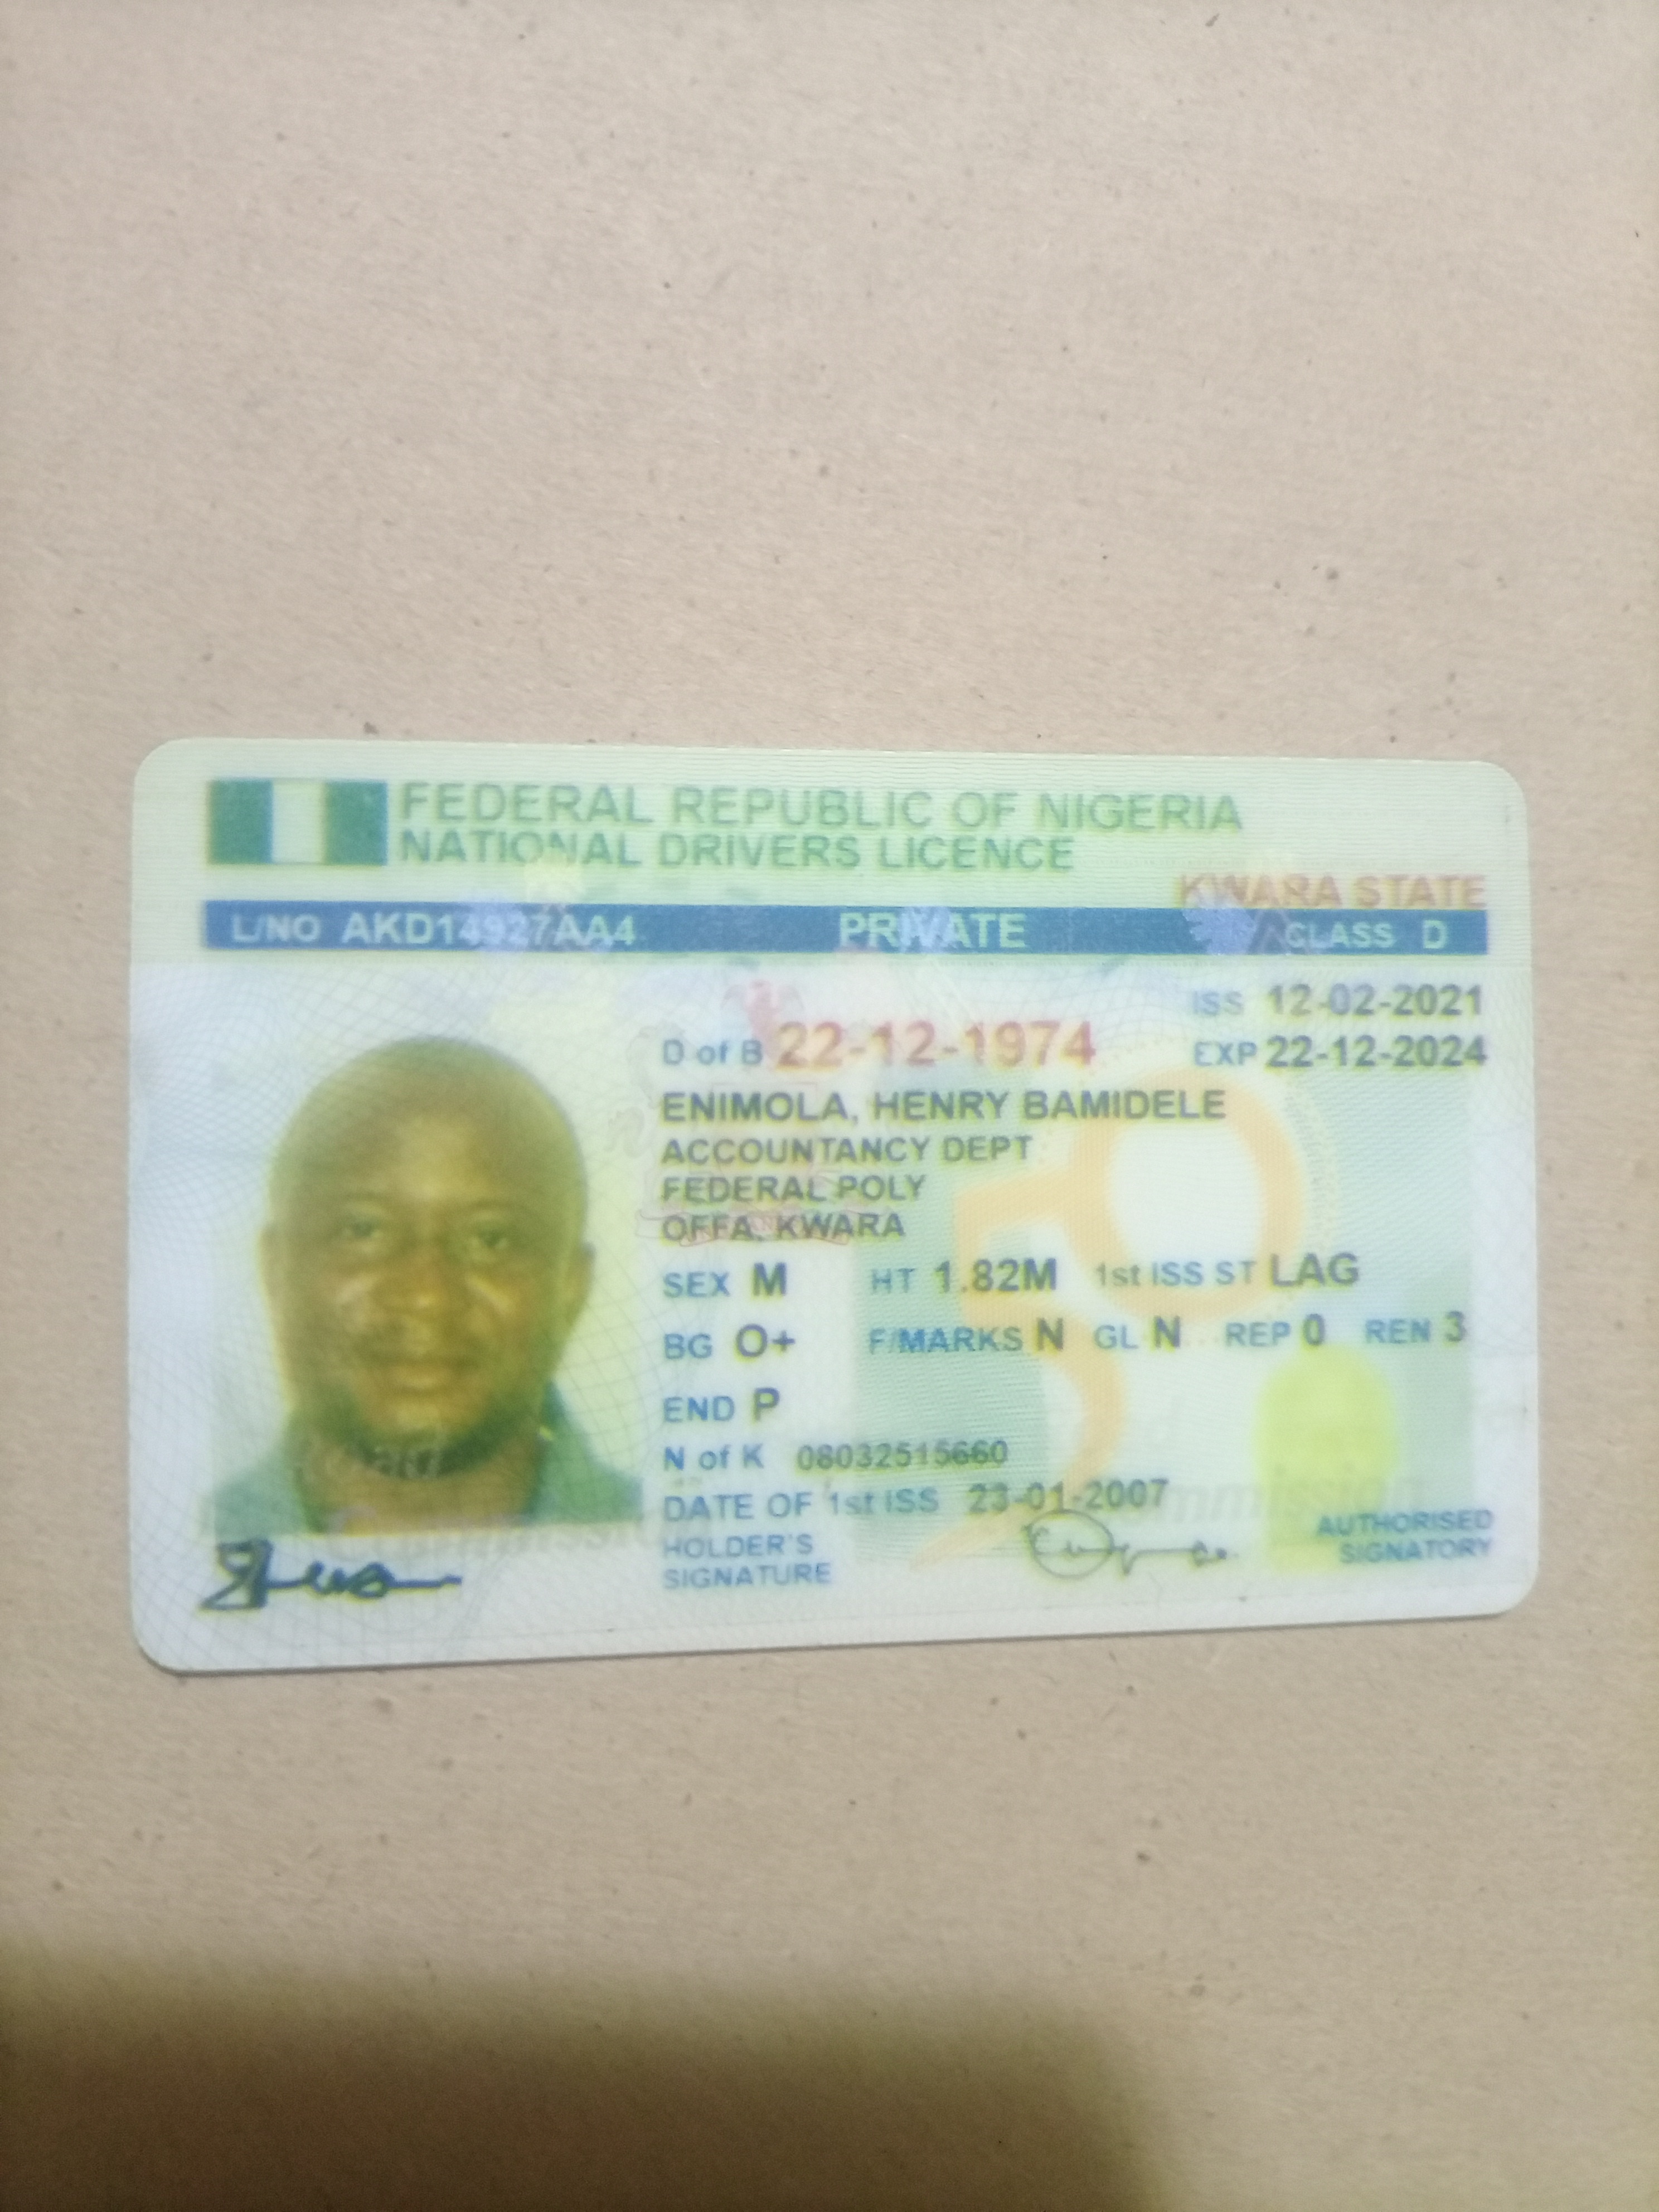 FEDERAL REPUBLIC OF NIGERIA
NATIONAL DRIVERS LICENCE
KWARA STATE
L/NO AKD14927AA4 PRIVATE CLASS D
ISS 12-02-2021
D of B 22-12-1974 EXP 22-12-2024
ENIMOLA, HENRY BAMIDELE
ACCOUNTANCY DEPT
FEDERAL POLY
OFFA, KWARA
SEX M HT 1.82M 1st ISS ST LAG
BG O+ F/MARKS N GL N REP 0 REN 3
END P
N of K 08032515660
DATE OF 1st ISS 23-01-2007
HOLDER'S
SIGNATURE
AUTHORISED
SIGNATORY